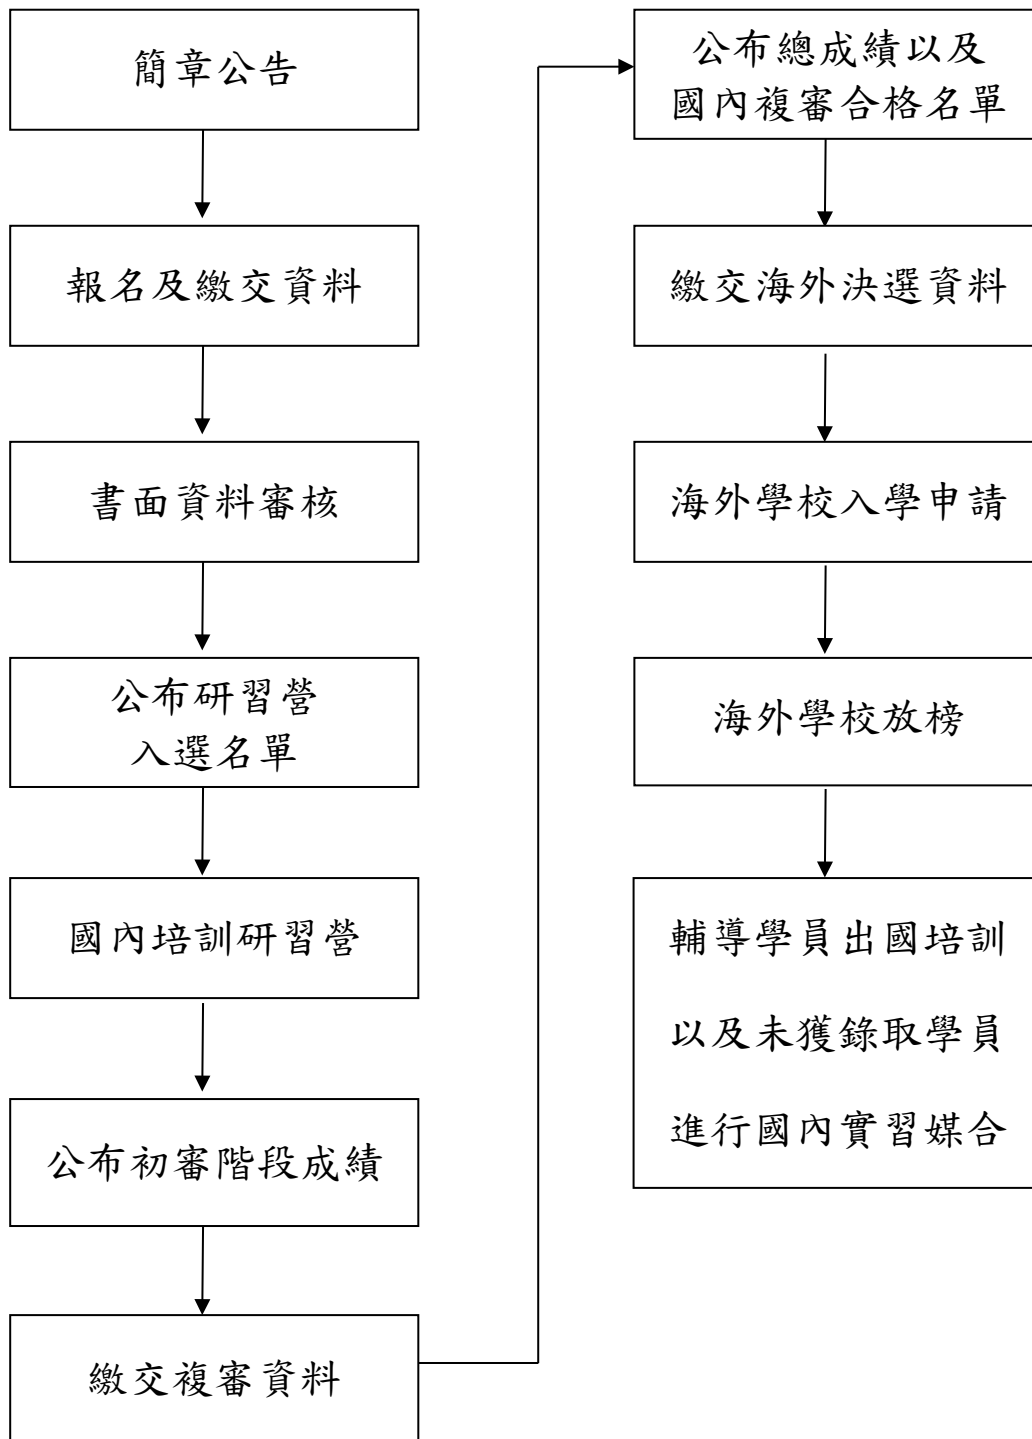 簡章公告
報名及繳交資料
書面資料審核
公布研習營
入選名單
國內培訓研習營
公布初審階段成績
繳交複審資料
公布總成績以及
國內複審合格名單
繳交海外決選資料
海外學校入學申請
海外學校放榜
輔導學員出國培訓
以及未獲錄取學員
進行國內實習媒合